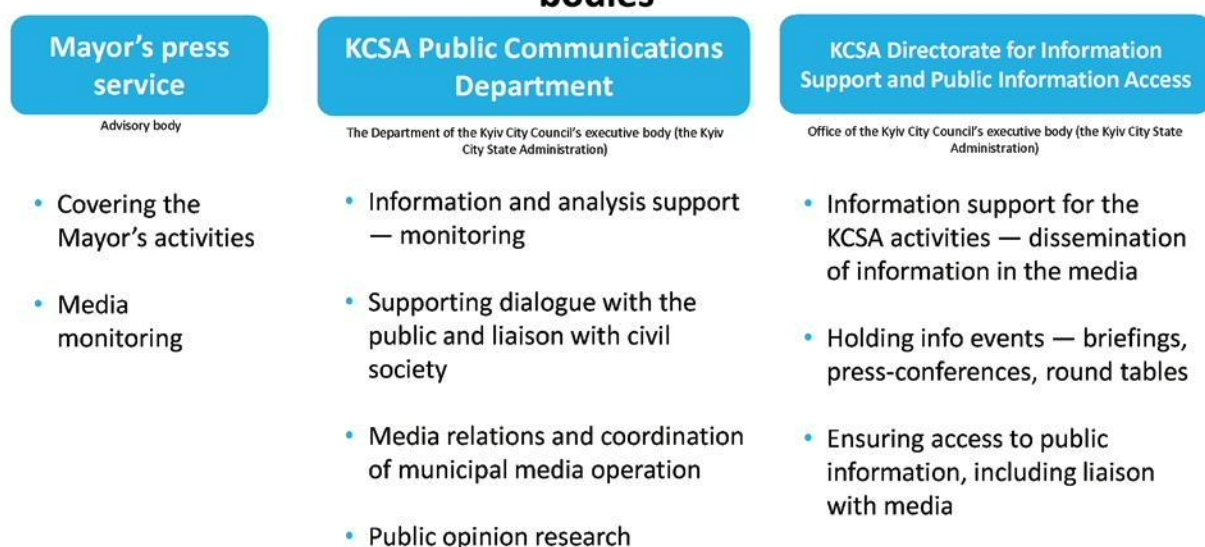 bodies
Mayor's press
service
Advisory body
• Covering the
Mayor's activities
• Media
monitoring
KCSA Public Communications
Department
The Department of the Kyiv City Council's executive body (the Kyiv
City State Administration)
• Information and analysis support
— monitoring
• Supporting dialogue with the
public and liaison with civil
society
• Media relations and coordination
of municipal media operation
• Public opinion research
KCSA Directorate for Information
Support and Public Information Access
Office of the Kyiv City Council's executive body (the Kyiv City State
Administration)
• Information support for the
KCSA activities — dissemination
of information in the media
• Holding info events — briefings,
press-conferences, round tables
• Ensuring access to public
information, including liaison
with media